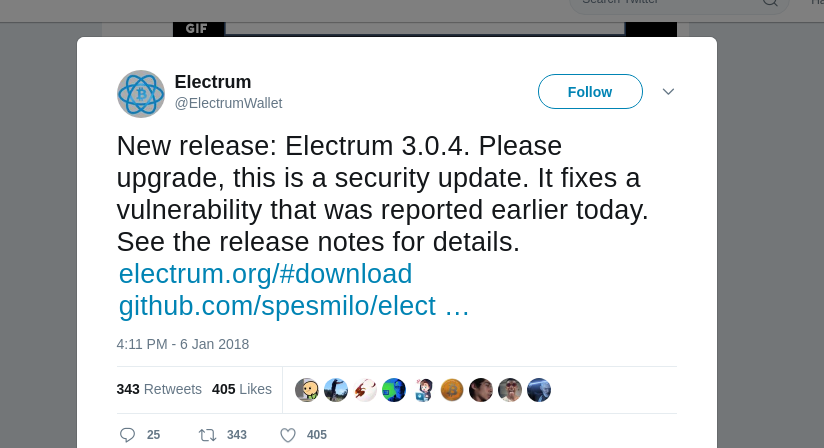 Search Twitter
GIF
Electrum
@ElectrumWallet
Follow
New release: Electrum 3.0.4. Please
upgrade, this is a security update. It fixes a
vulnerability that was reported earlier today.
See the release notes for details.
electrum.org/#download
github.com/spesmilo/elect …
4:11 PM - 6 Jan 2018
343 Retweets 405 Likes
25 343 405